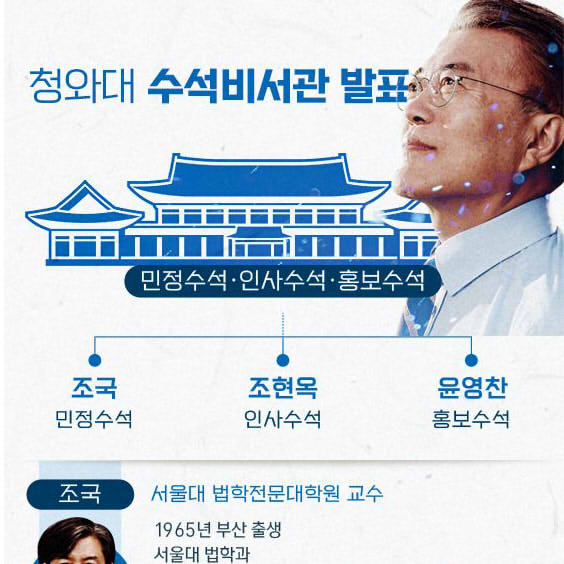 청와대 수석비서관 발표
민정수석·인사수석·홍보수석
조국 조현옥 윤영찬
민정수석 인사수석 홍보수석
조국 서울대 법학전문대학원 교수
1965년 부산 출생
서울대 법학과